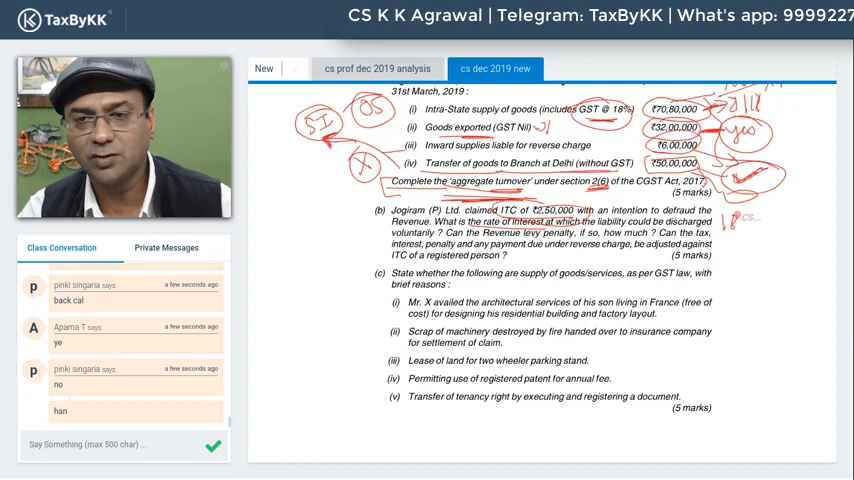 TaxByKK
CS K K Agrawal | Telegram: TaxByKK | What's app: 9999227
New
cs prof dec 2019 analysis
cs dec 2019 new
31st March, 2019 :
(i) Intra-State supply of goods (includes GST @ 18%) ₹70,80,000
(ii) Goods exported (GST Nil) ₹32,00,000
(iii) Inward supplies liable for reverse charge ₹6,00,000
(iv) Transfer of goods to Branch at Delhi (without GST) ₹50,00,000
Complete the 'aggregate turnover' under section 2(6) of the CGST Act, 2017.
(5 marks)
(b) Jogiram (P) Ltd. claimed ITC of ₹2,50,000 with an intention to defraud the
Revenue. What is the rate of interest at which the liability could be discharged
voluntarily ? Can the Revenue levy penalty, if so, how much ? Can the tax,
interest, penalty and any payment due under reverse charge, be adjusted against
ITC of a registered person ? (5 marks)
(c) State whether the following are supply of goods/services, as per GST law, with
brief reasons :
(i) Mr. X availed the architectural services of his son living in France (free of
cost) for designing his residential building and factory layout.
(ii) Scrap of machinery destroyed by fire handed over to insurance company
for settlement of claim.
(iii) Lease of land for two wheeler parking stand.
(iv) Permitting use of registered patent for annual fee.
(v) Transfer of tenancy right by executing and registering a document.
(5 marks)
OS
SI
X
yes
18
cs...
Class Conversation
Private Messages
p
pinki singaria says:
a few seconds ago
back cal
A
Aparna T says:
a few seconds ago
ye
p
pinki singaria says:
a few seconds ago
no
han
Say Something (max 500 char) ...